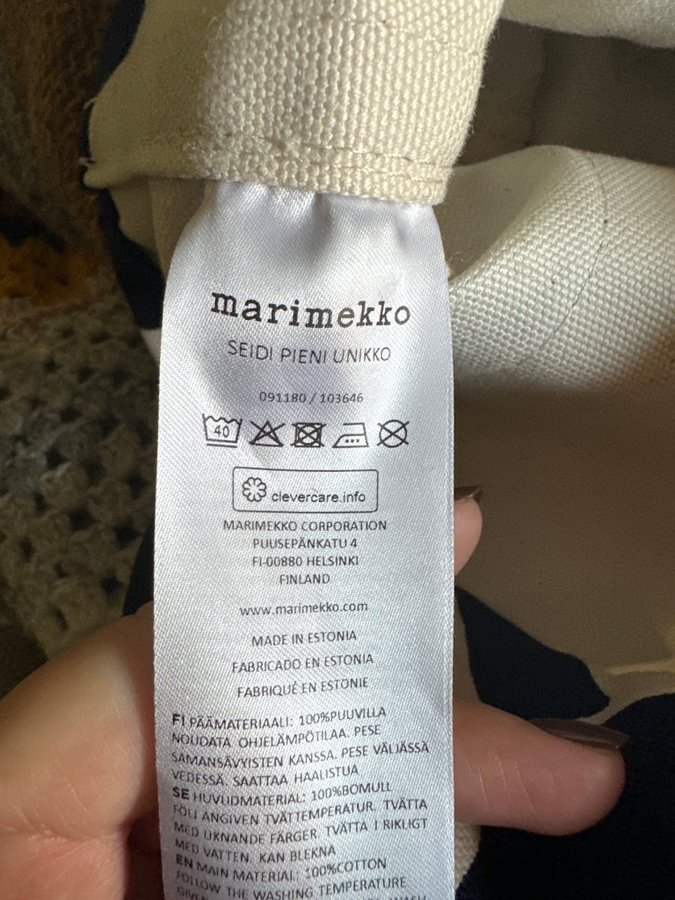 marimekko
SEIDI PIENI UNIKKO
091180 / 103646
40
clevercare.info
MARIMEKKO CORPORATION
PUUSEPÄNKATU 4
FI-00880 HELSINKI
FINLAND
www.marimekko.com
MADE IN ESTONIA
FABRICADO EN ESTONIA
FABRIQUÉ EN ESTONIE
FI PÄÄMATERIAALI: 100%PUUVILLA
NOUDATA OHJELÄMPÖTILAA. PESE
SAMANSÄVYISTEN KANSSA. PESE VÄLJÄSSÄ
VEDESSÄ. SAATTAA HAALISTUA
SE HUVUDMATERIAL: 100%BOMULL
FÖLJ ANGIVEN TVÄTTEMPERATUR. TVÄTTA
MED LIKNANDE FÄRGER. TVÄTTA I RIKLIGT
MED VATTEN. KAN BLEKNA
EN MAIN MATERIAL: 100%COTTON
FOLLOW THE WASHING TEMPERATURE